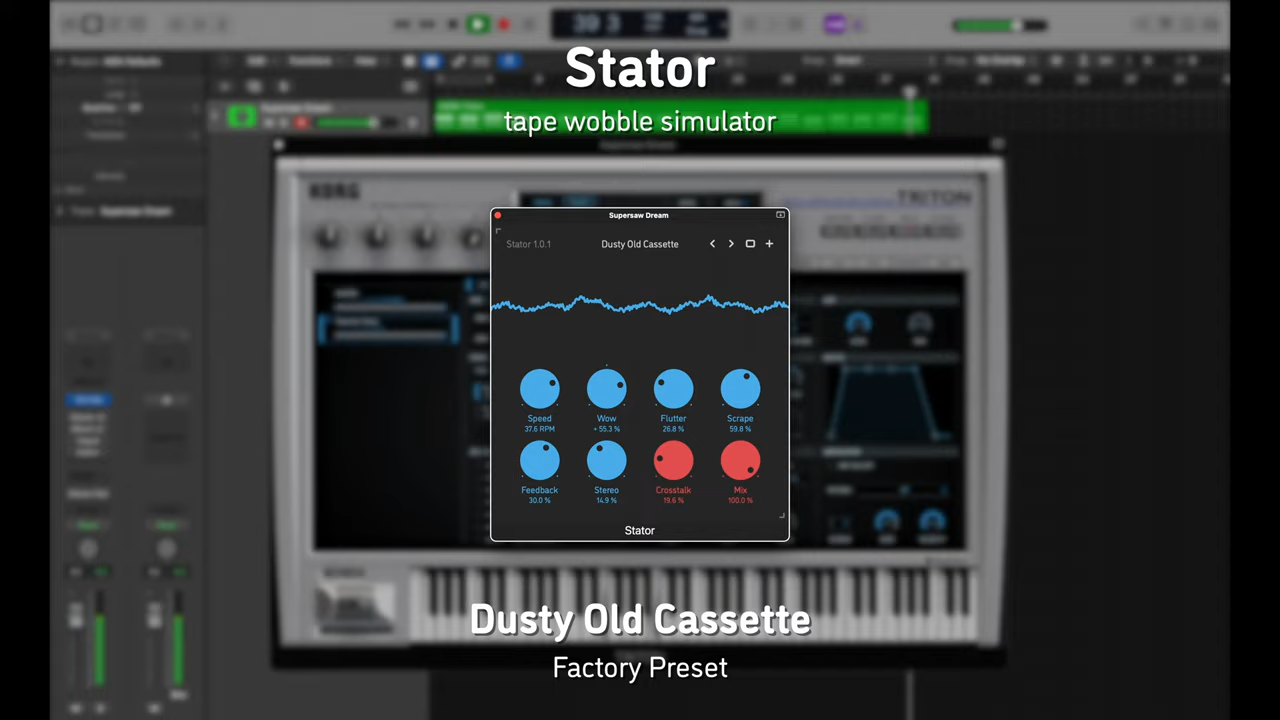 Stator
tape wobble simulator
KORG
TRITON
Supersaw Dream
Stator 1.0.1
Dusty Old Cassette
Speed
Wow
Flutter
Scrape
37.6 RPM
+ 55.3 %
26.8 %
59.8 %
Feedback
Stereo
Crosstalk
Mix
30.0 %
14.9 %
19.6 %
100.0 %
Stator
Dusty Old Cassette
Factory Preset